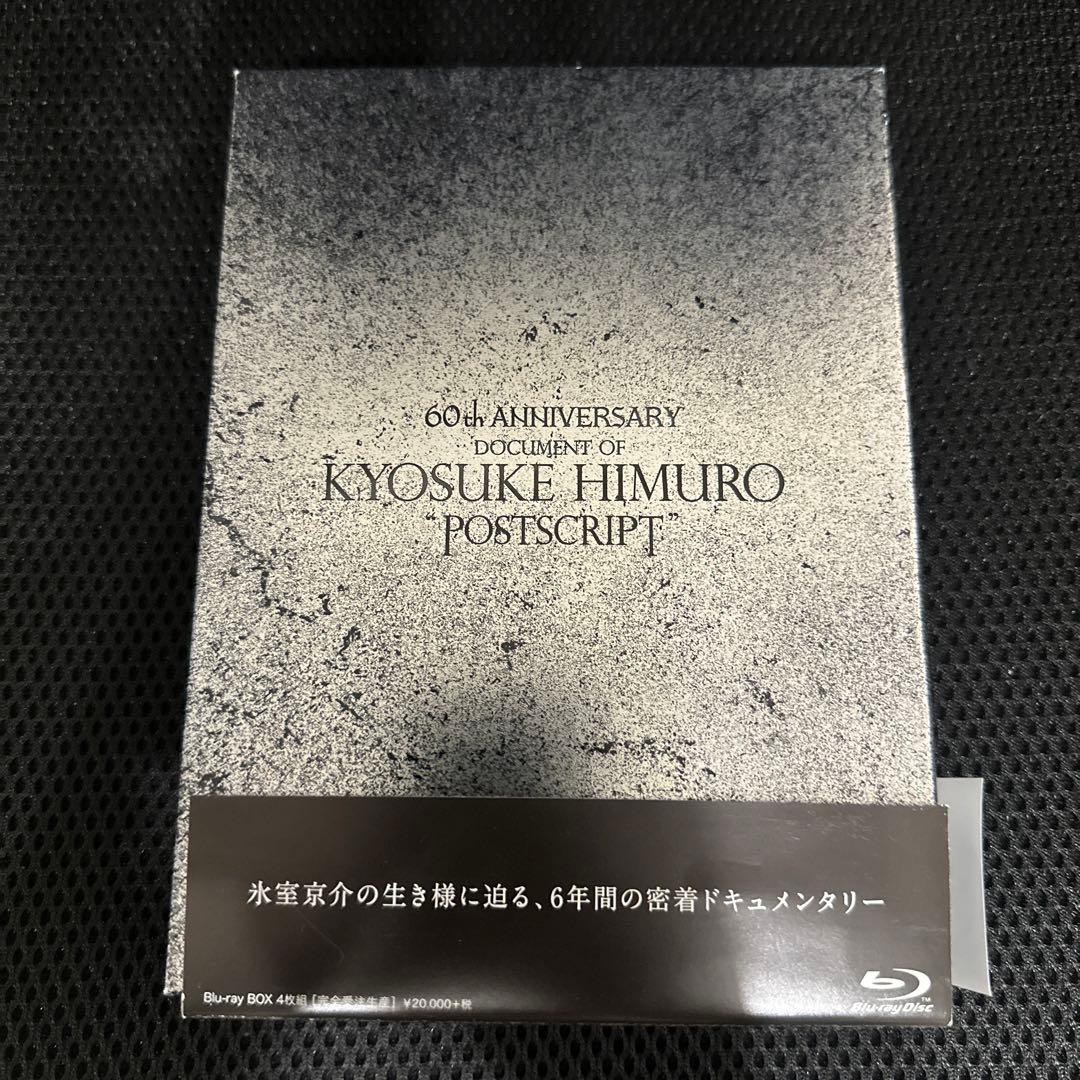 60th ANNIVERSARY
DOCUMENT OF
KYOSUKE HIMURO
“POSTSCRIPT”
氷室京介の生き様に迫る、6年間の密着ドキュメンタリー
Blu-ray BOX 4枚組 [完全受注生産] ¥20,000+税
Blu-ray Disc™